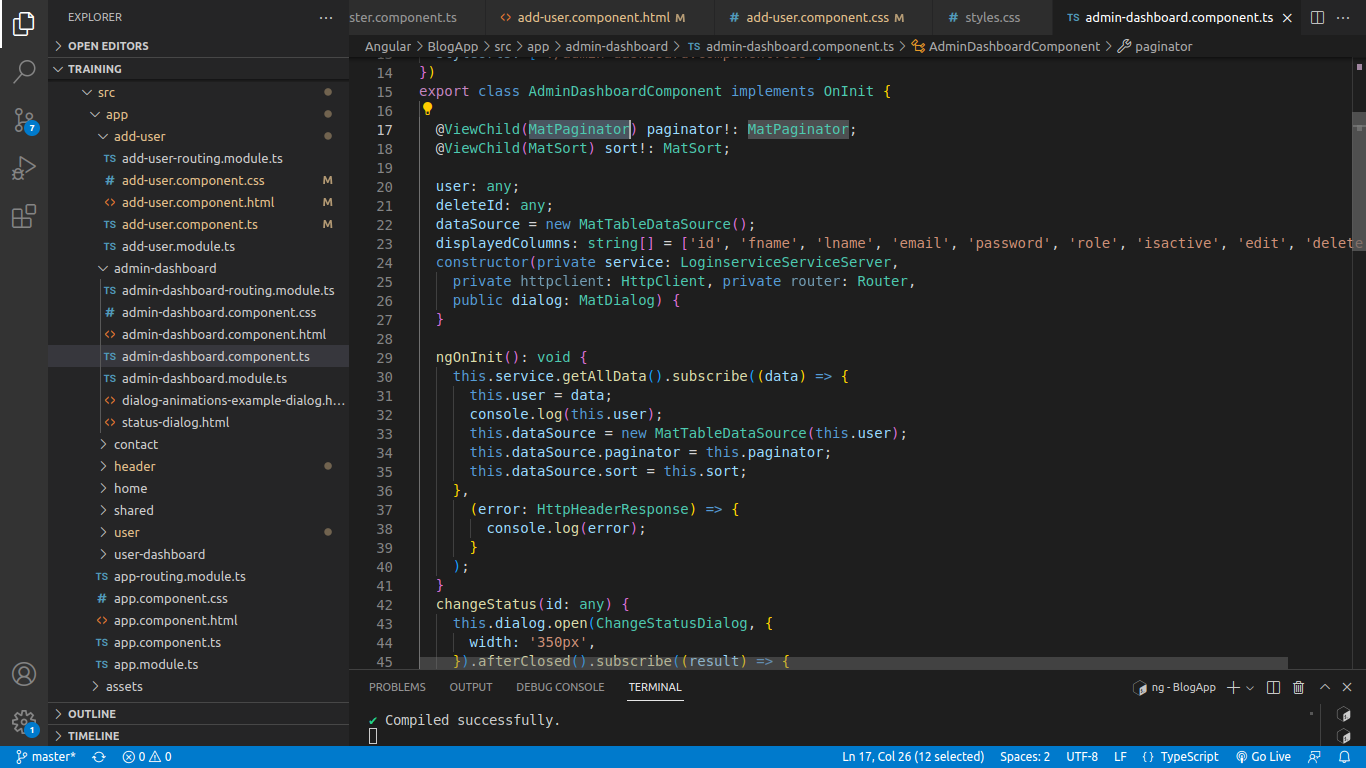 EXPLORER
OPEN EDITORS
TRAINING
src
app
add-user
TS add-user-routing.module.ts
# add-user.component.css M
<> add-user.component.html M
TS add-user.component.ts M
TS add-user.module.ts
admin-dashboard
TS admin-dashboard-routing.module.ts
# admin-dashboard.component.css
<> admin-dashboard.component.html
TS admin-dashboard.component.ts
TS admin-dashboard.module.ts
<> dialog-animations-example-dialog.h...
<> status-dialog.html
contact
header
home
shared
user
user-dashboard
TS app-routing.module.ts
# app.component.css
<> app.component.html
TS app.component.ts
TS app.module.ts
assets
OUTLINE
TIMELINE
7
1
ster.component.ts
<> add-user.component.html M
# add-user.component.css M
# styles.css
TS admin-dashboard.component.ts
Angular > BlogApp > src > app > admin-dashboard > TS admin-dashboard.component.ts > AdminDashboardComponent > paginator
14 })
15 export class AdminDashboardComponent implements OnInit {
16
17 @ViewChild(MatPaginator) paginator!: MatPaginator;
18 @ViewChild(MatSort) sort!: MatSort;
19
20 user: any;
21 deleteId: any;
22 dataSource = new MatTableDataSource();
23 displayedColumns: string[] = ['id', 'fname', 'lname', 'email', 'password', 'role', 'isactive', 'edit', 'delete
24 constructor(private service: LoginserviceServiceServer,
25 private httpclient: HttpClient, private router: Router,
26 public dialog: MatDialog) {
27 }
28
29 ngOnInit(): void {
30 this.service.getAllData().subscribe((data) => {
31 this.user = data;
32 console.log(this.user);
33 this.dataSource = new MatTableDataSource(this.user);
34 this.dataSource.paginator = this.paginator;
35 this.dataSource.sort = this.sort;
36 },
37 (error: HttpHeaderResponse) => {
38 console.log(error);
39 }
40 );
41 }
42 changeStatus(id: any) {
43 this.dialog.open(ChangeStatusDialog, {
44 width: '350px',
45 }).afterClosed().subscribe((result) => {
PROBLEMS
OUTPUT
DEBUG CONSOLE
TERMINAL
ng - BlogApp
✔ Compiled successfully.
master*
0 0
Ln 17, Col 26 (12 selected)
Spaces: 2
UTF-8
LF
{ } TypeScript
Go Live